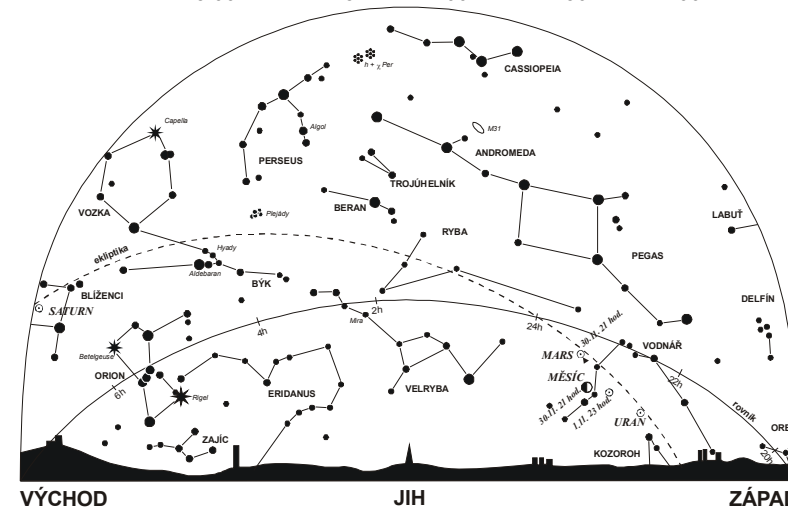 CASSIOPEIA
h + χ Per
Capella
Algol
M31
PERSEUS
ANDROMEDA
TROJÚHELNÍK
VOZKA
Plejády
BERAN
LABUŤ
RYBA
ekliptika
Hyady
PEGAS
Aldebaran
BÝK
BLÍŽENCI
SATURN
DELFÍN
2h
Mira
24h
30.11. 21 hod.
4h
VODNÁŘ
MARS
Betelgeuse
ORION
MĚSÍC
22h
6h
Rigel
ERIDANUS
VELRYBA
30.11. 21 hod.
1.11. 23 hod.
URAN
rovník
ZAJÍC
KOZOROH
20h
VÝCHOD
JIH